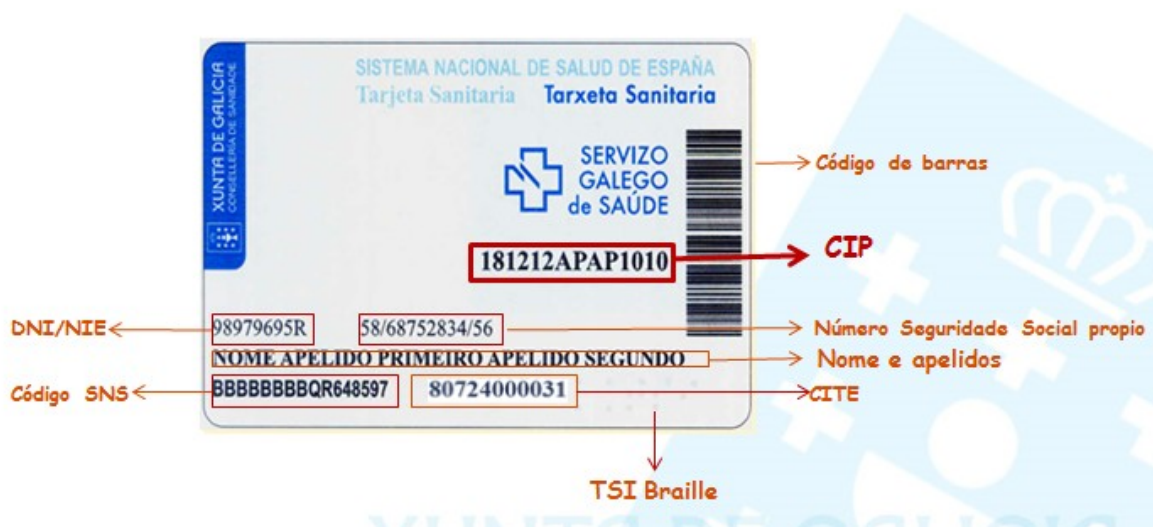 XUNTA DE GALICIA
CONSELLERÍA DE SANIDADE
SISTEMA NACIONAL DE SALUD DE ESPAÑA
Tarjeta Sanitaria Tarxeta Sanitaria
SERVIZO
GALEGO
de SAÚDE
Código de barras
181212APAP1010
CIP
DNI/NIE
98979695R 58/68752834/56
Número Seguridade Social propio
NOME APELIDO PRIMEIRO APELIDO SEGUNDO
Nome e apelidos
Código SNS
BBBBBBBBQR648597 80724000031
CITE
TSI Braille